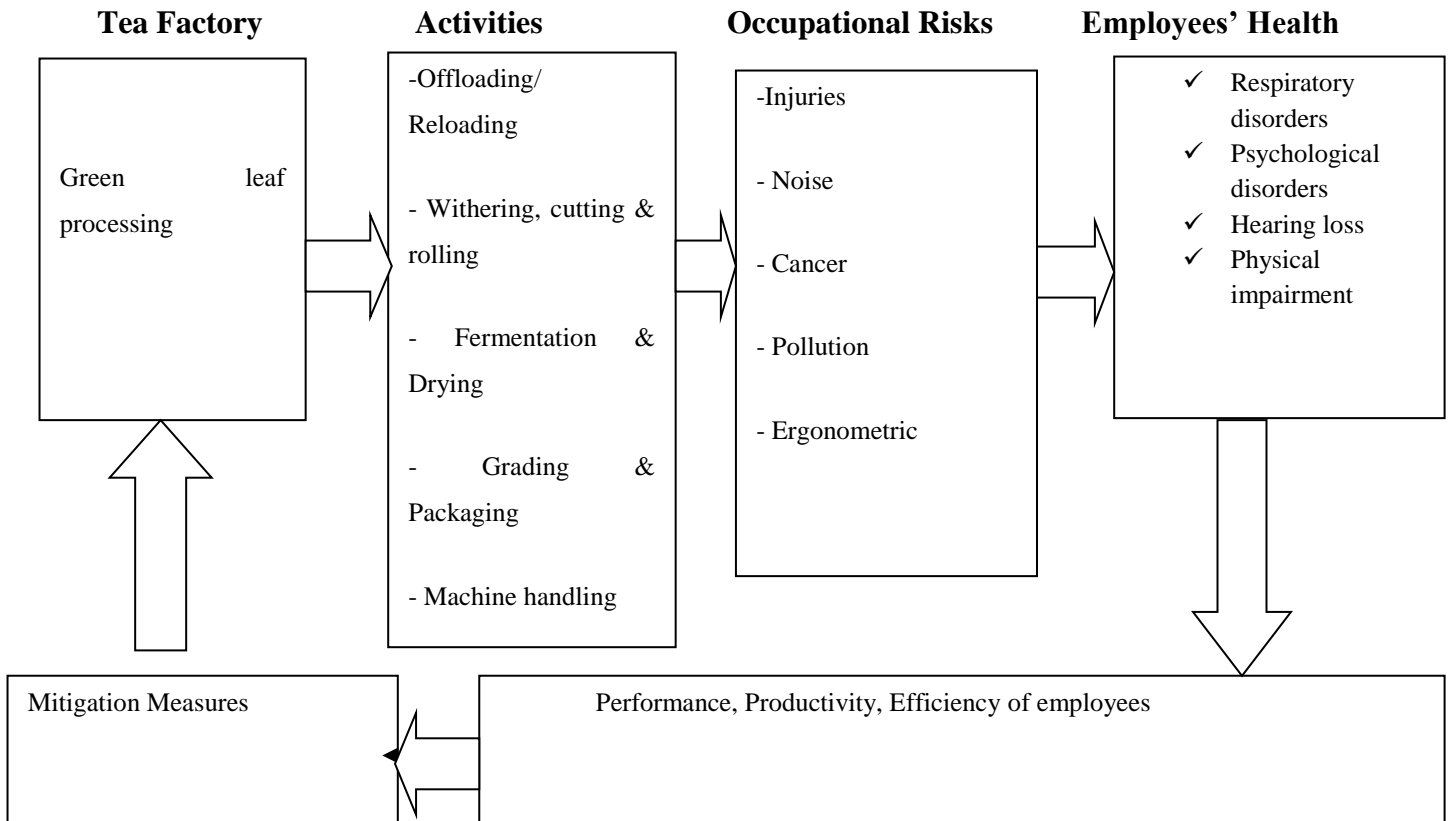 Tea Factory
Activities
Occupational Risks
Employees’ Health
Green leaf
processing
-Offloading/
Reloading
- Withering, cutting &
rolling
- Fermentation &
Drying
- Grading &
Packaging
- Machine handling
-Injuries
- Noise
- Cancer
- Pollution
- Ergonometric
✓ Respiratory
disorders
✓ Psychological
disorders
✓ Hearing loss
✓ Physical
impairment
Mitigation Measures
Performance, Productivity, Efficiency of employees